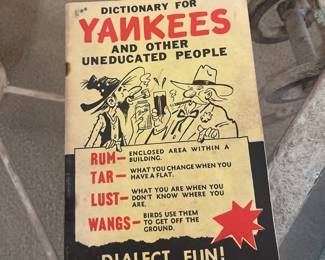 DICTIONARY FOR
YANKEES
AND OTHER
UNEDUCATED PEOPLE
RUM— ENCLOSED AREA WITHIN A
BUILDING.
TAR— WHAT YOU CHANGE WHEN YOU
HAVE A FLAT.
LUST— WHAT YOU ARE WHEN YOU
DON'T KNOW WHERE YOU
ARE.
WANGS— BIRDS USE THEM
TO GET OFF THE
GROUND.
DIALECT FUN!